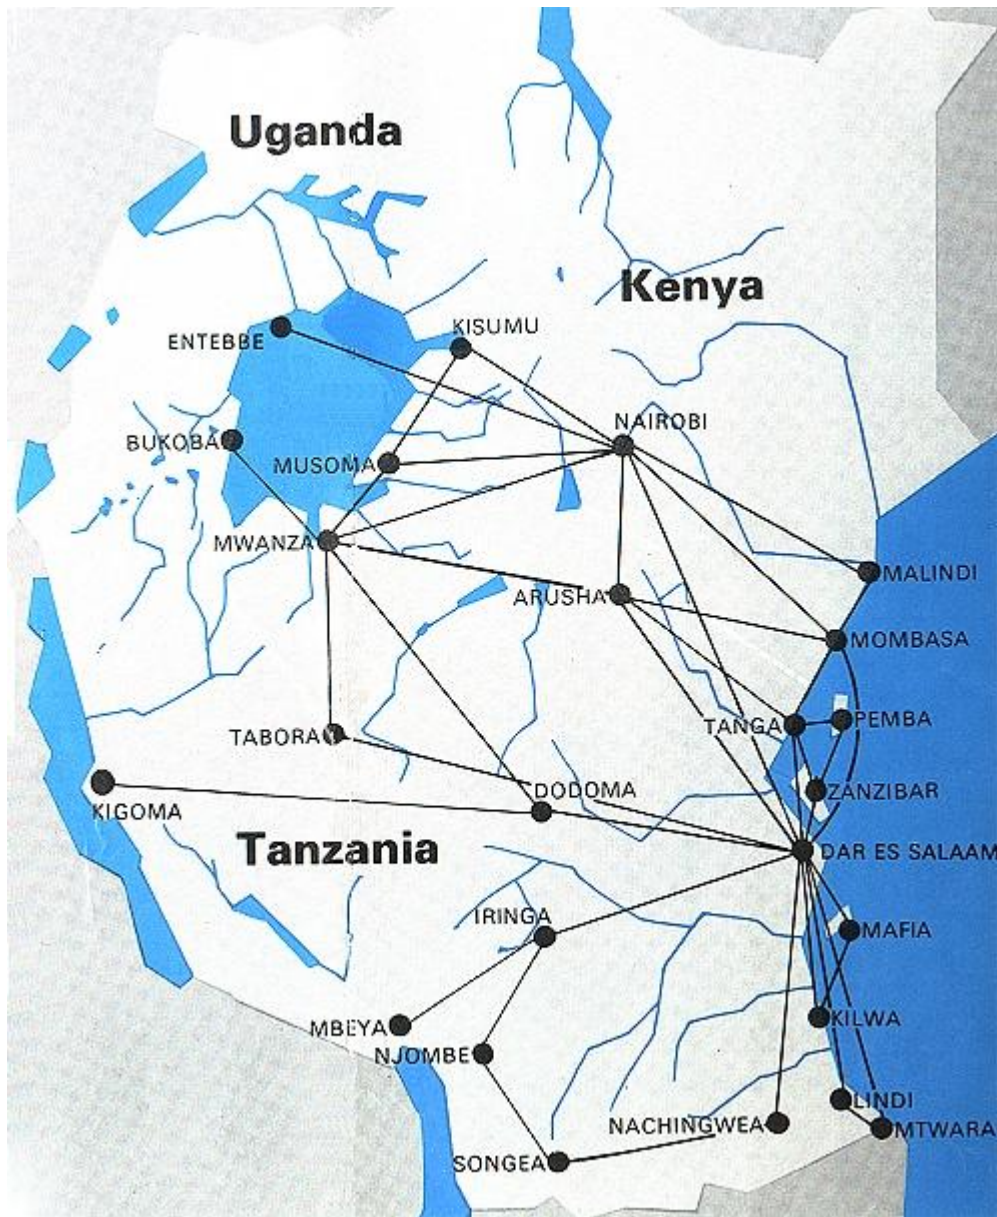 Uganda
Kenya
KISUMU
ENTEBBE
NAIROBI
BUKOBA
MUSOMA
MWANZA
MALINDI
ARUSHA
MOMBASA
PEMBA
TANGA
TABORA
DODOMA
ZANZIBAR
KIGOMA
Tanzania
DAR ES SALAAM
IRINGA
MAFIA
MBEYA
KILWA
NJOMBE
LINDI
NACHINGWEA
MTWARA
SONGEA